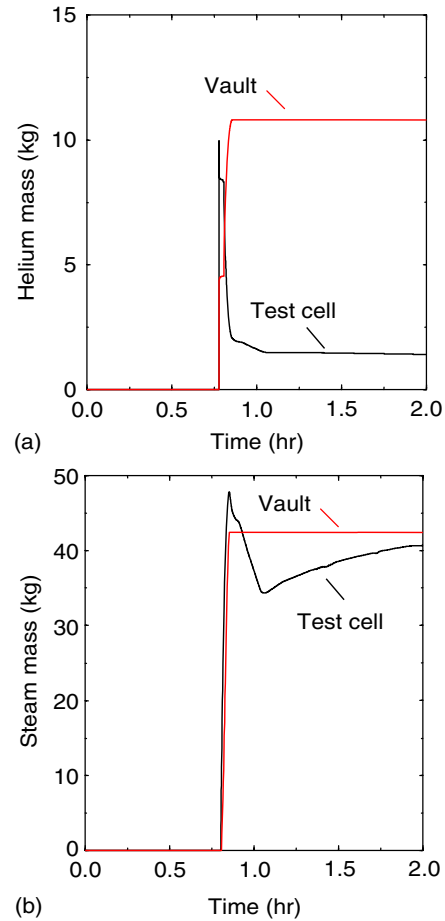 15
Vault
10
Helium mass (kg)
5
Test cell
0
0.0 0.5 1.0 1.5 2.0
(a) Time (hr)
50
Vault
40
Test cell
30
Steam mass (kg)
20
10
0
0.0 0.5 1.0 1.5 2.0
(b) Time (hr)